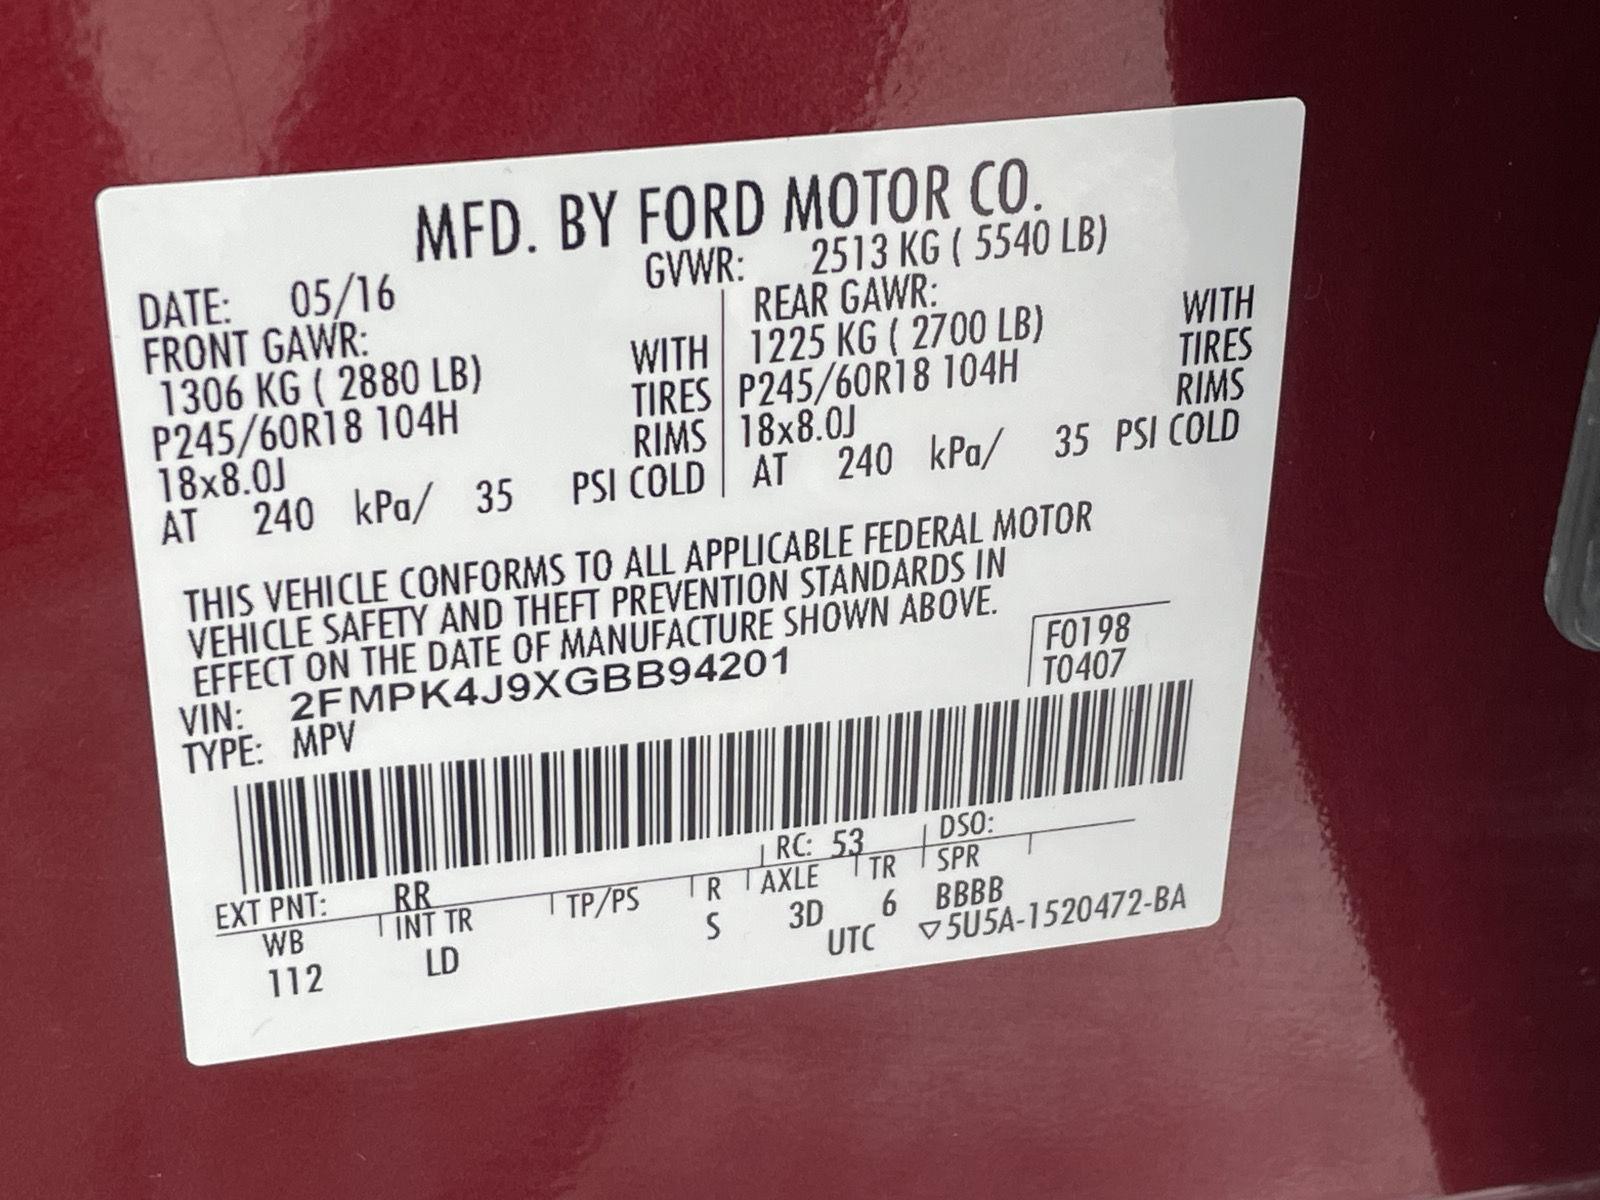 MFD. BY FORD MOTOR CO.
DATE: 05/16 GVWR: 2513 KG ( 5540 LB)
FRONT GAWR: REAR GAWR:
1306 KG ( 2880 LB) WITH 1225 KG ( 2700 LB) WITH
P245/60R18 104H TIRES P245/60R18 104H TIRES
18x8.0J RIMS 18x8.0J RIMS
AT 240 kPa/ 35 PSI COLD AT 240 kPa/ 35 PSI COLD
THIS VEHICLE CONFORMS TO ALL APPLICABLE FEDERAL MOTOR
VEHICLE SAFETY AND THEFT PREVENTION STANDARDS IN
EFFECT ON THE DATE OF MANUFACTURE SHOWN ABOVE.
VIN: 2FMPK4J9XGBB94201 F0198
TYPE: MPV T0407
EXT PNT: RR RC: 53 DSO:
WB INT TR TP/PS R AXLE TR SPR
112 LD S 3D 6 BBBB
UTC ▽5U5A-1520472-BA